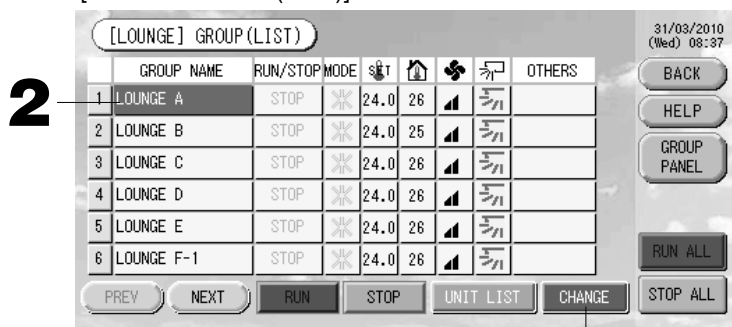 [LOUNGE] GROUP(LIST)
31/03/2010
(Wed) 08:37
GROUP NAME RUN/STOP MODE SET OTHERS
BACK
2
1 LOUNGE A STOP 24.0 26
HELP
2 LOUNGE B STOP 24.0 25
GROUP
PANEL
3 LOUNGE C STOP 24.0 26
4 LOUNGE D STOP 24.0 26
5 LOUNGE E STOP 24.0 26
RUN ALL
6 LOUNGE F-1 STOP 24.0 26
PREV NEXT RUN STOP UNIT LIST CHANGE STOP ALL